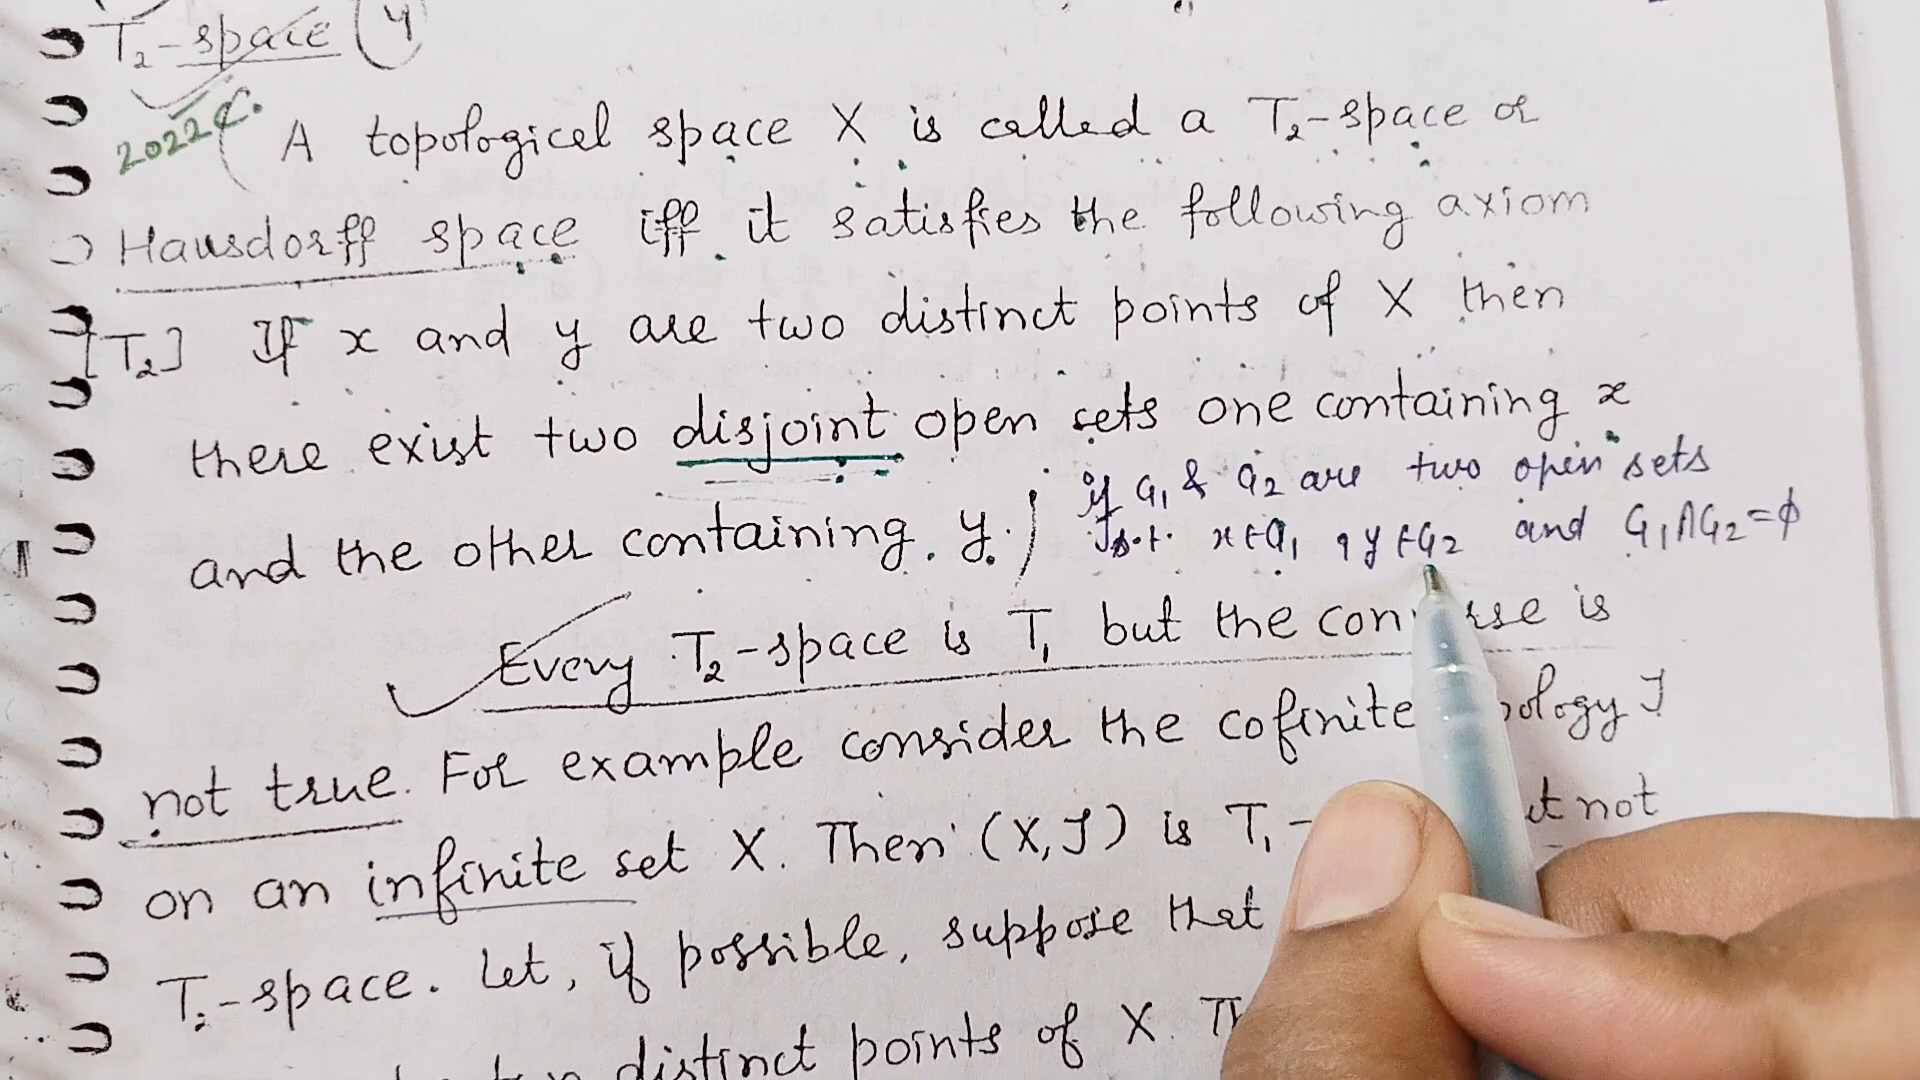 T₂-space (4)
2022 C.
A topological space X is called a T₂-space or
Hausdorff space iff it satisfies the following axiom
[T₂] If x and y are two distinct points of X then
there exist two disjoint open sets one containing x
and the other containing y.
if G₁ & G₂ are two open sets
s.t. x∈G₁, y∈G₂ and G₁∩G₂=ϕ
Every T₂-space is T₁ but the con rse is
not true. For example consider the cofinite ology J
on an infinite set X. Then (X,J) is T₁- not
T₂-space. Let, if possible, suppose that
distinct points of X.